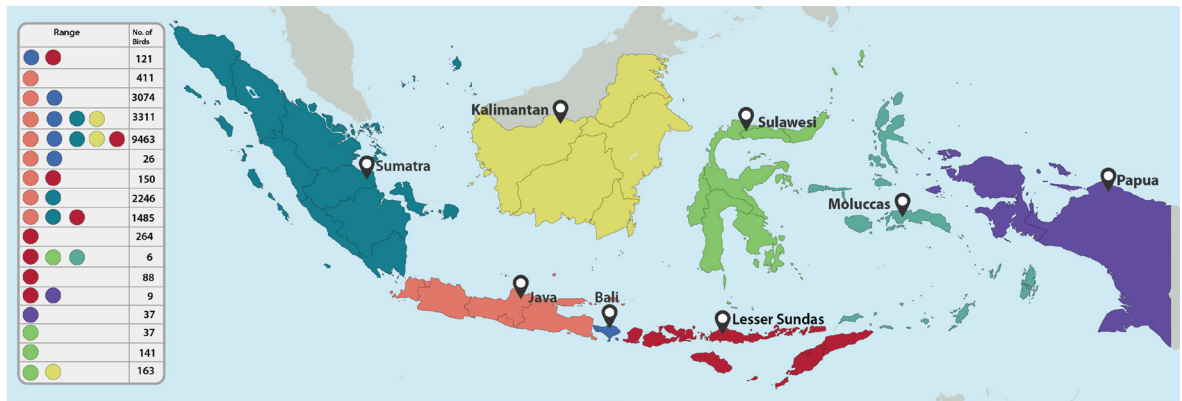 Range No. of
Birds
121
411
3074
3311
9463
26
150
2246
1485
264
6
88
9
37
37
141
163
Kalimantan
Sulawesi
Sumatra
Papua
Moluccas
Java
Bali
Lesser Sundas